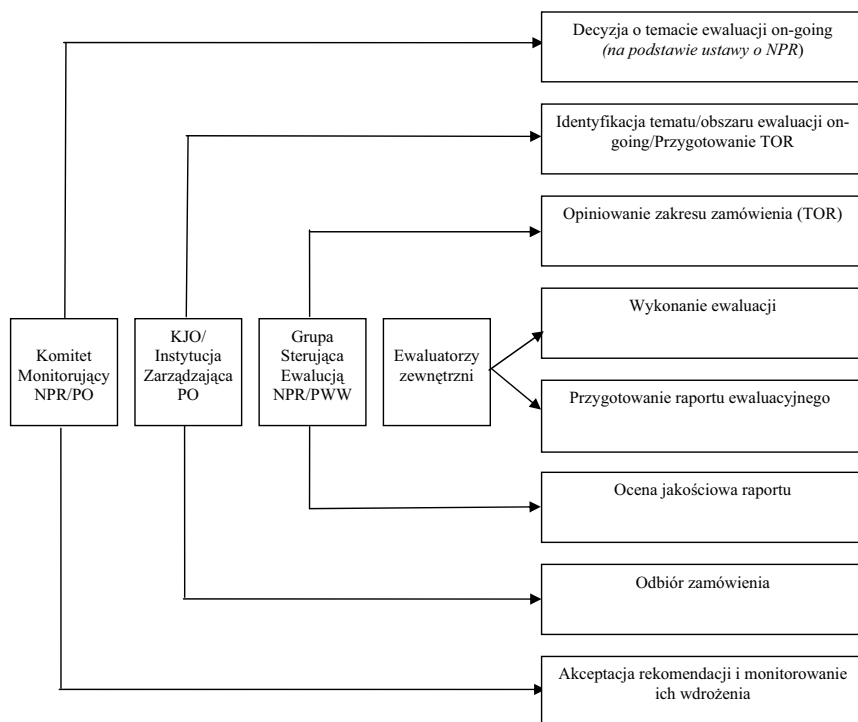 Decyzja o temacie ewaluacji on-going
(na podstawie ustawy o NPR)
Identyfikacja tematu/obszaru ewaluacji on-
going/Przygotowanie TOR
Opiniowanie zakresu zamówienia (TOR)
Komitet
Monitorujący
NPR/PO
KJO/
Instytucja
Zarządzająca
PO
Grupa
Sterująca
Ewalucją
NPR/PWW
Ewaluatorzy
zewnętrzni
Wykonanie ewaluacji
Przygotowanie raportu ewaluacyjnego
Ocena jakościowa raportu
Odbiór zamówienia
Akceptacja rekomendacji i monitorowanie
ich wdrożenia